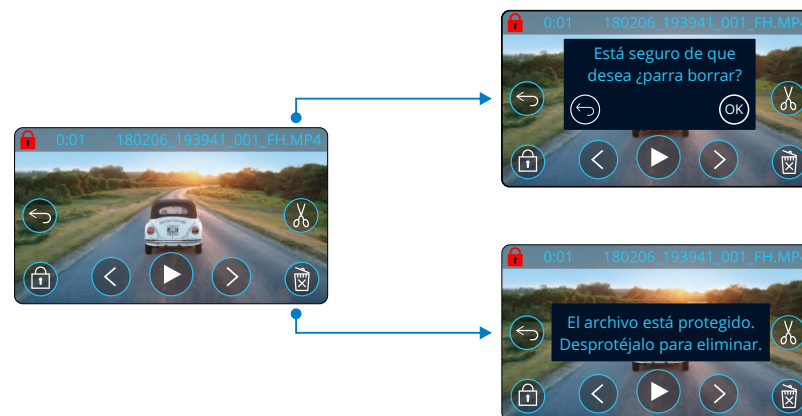 0:01 180206_193941_001_FH.MP4
Está seguro de que
desea ¿parra borrar?
OK
0:01 180206_193941_001_FH.MP4
0:01 180206_193941_001_FH.MP4
El archivo está protegido.
Desprotéjalo para eliminar.